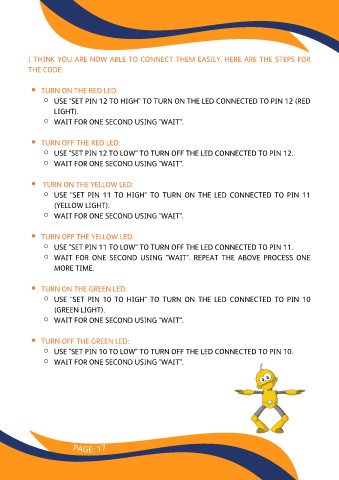 I THINK YOU ARE NOW ABLE TO CONNECT THEM EASILY. HERE ARE THE STEPS FOR
THE CODE:
• TURN ON THE RED LED:
○ USE "SET PIN 12 TO HIGH" TO TURN ON THE LED CONNECTED TO PIN 12 (RED
LIGHT).
○ WAIT FOR ONE SECOND USING "WAIT".
• TURN OFF THE RED LED:
○ USE "SET PIN 12 TO LOW" TO TURN OFF THE LED CONNECTED TO PIN 12.
○ WAIT FOR ONE SECOND USING "WAIT".
• TURN ON THE YELLOW LED:
○ USE "SET PIN 11 TO HIGH" TO TURN ON THE LED CONNECTED TO PIN 11
(YELLOW LIGHT).
○ WAIT FOR ONE SECOND USING "WAIT".
• TURN OFF THE YELLOW LED:
○ USE "SET PIN 11 TO LOW" TO TURN OFF THE LED CONNECTED TO PIN 11.
○ WAIT FOR ONE SECOND USING "WAIT". REPEAT THE ABOVE PROCESS ONE
MORE TIME.
• TURN ON THE GREEN LED:
○ USE "SET PIN 10 TO HIGH" TO TURN ON THE LED CONNECTED TO PIN 10
(GREEN LIGHT).
○ WAIT FOR ONE SECOND USING "WAIT".
• TURN OFF THE GREEN LED:
○ USE "SET PIN 10 TO LOW" TO TURN OFF THE LED CONNECTED TO PIN 10.
○ WAIT FOR ONE SECOND USING "WAIT".
PAGE: 17